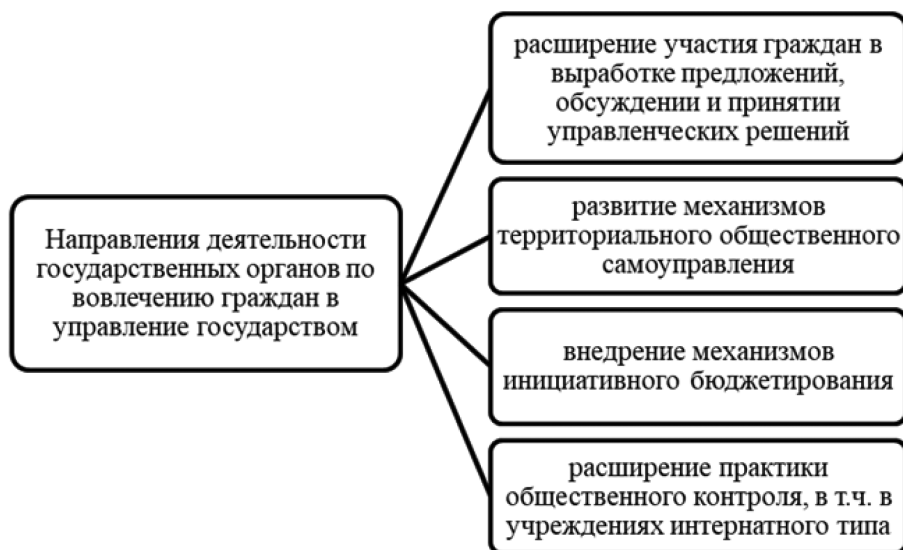 Направления деятельности
государственных органов по
вовлечению граждан в
управление государством
расширение участия граждан в
выработке предложений,
обсуждении и принятии
управленческих решений
развитие механизмов
территориального общественного
самоуправления
внедрение механизмов
инициативного бюджетирования
расширение практики
общественного контроля, в т.ч. в
учреждениях интернатного типа